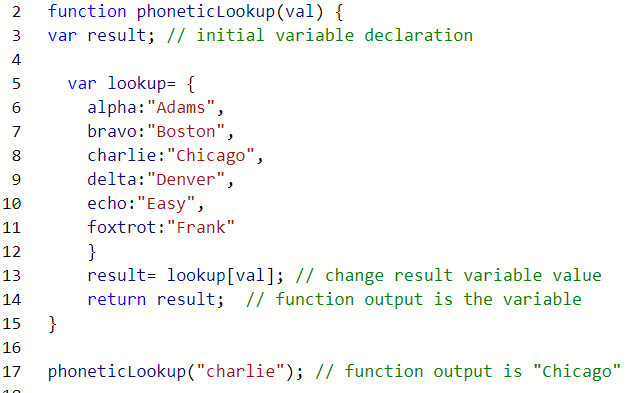 2 function phoneticLookup(val) {
3 var result; // initial variable declaration
4
5 var lookup= {
6 alpha:"Adams",
7 bravo:"Boston",
8 charlie:"Chicago",
9 delta:"Denver",
10 echo:"Easy",
11 foxtrot:"Frank"
12 }
13 result= lookup[val]; // change result variable value
14 return result; // function output is the variable
15 }
16
17 phoneticLookup("charlie"); // function output is "Chicago"